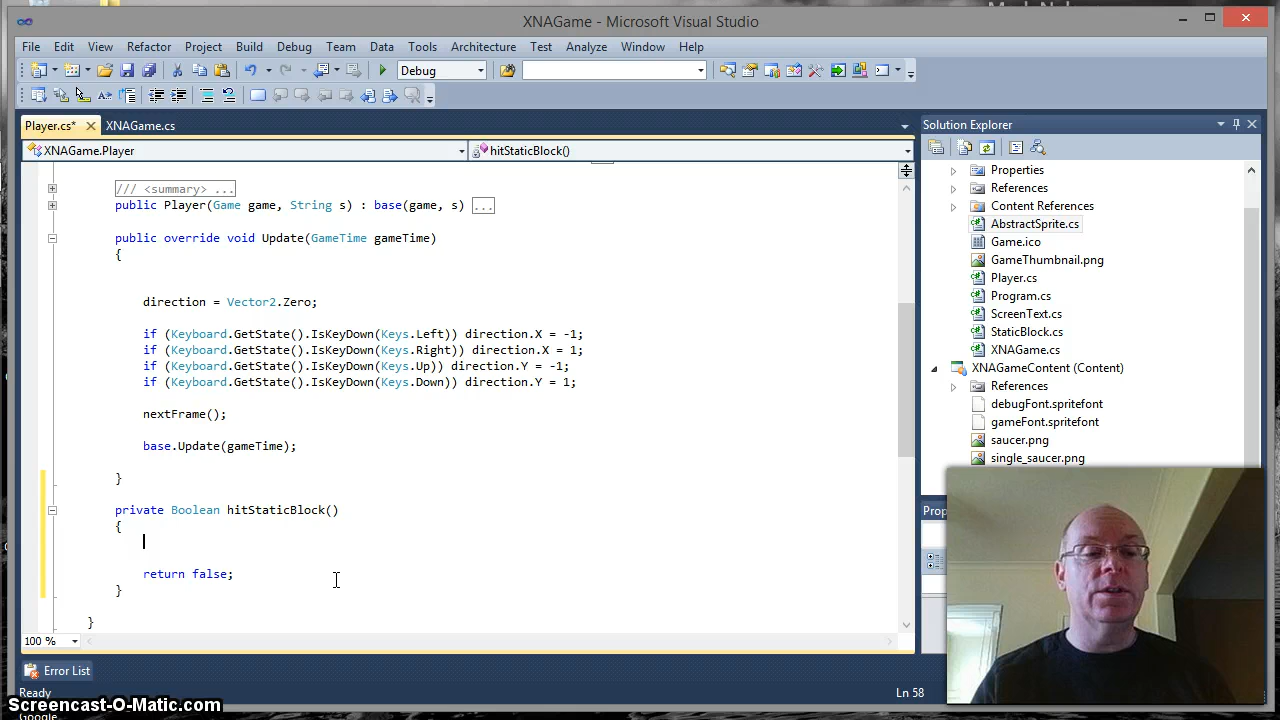 XNAGame - Microsoft Visual Studio
File Edit View Refactor Project Build Debug Team Data Tools Architecture Test Analyze Window Help
Debug
Player.cs* XNAGame.cs
XNAGame.Player hitStaticBlock()
/// <summary> ...
public Player(Game game, String s) : base(game, s) ...
public override void Update(GameTime gameTime)
{
direction = Vector2.Zero;
if (Keyboard.GetState().IsKeyDown(Keys.Left)) direction.X = -1;
if (Keyboard.GetState().IsKeyDown(Keys.Right)) direction.X = 1;
if (Keyboard.GetState().IsKeyDown(Keys.Up)) direction.Y = -1;
if (Keyboard.GetState().IsKeyDown(Keys.Down)) direction.Y = 1;
nextFrame();
base.Update(gameTime);
}
private Boolean hitStaticBlock()
{
return false;
}
}
100 %
Error List
Ready Ln 58
Solution Explorer
Properties
References
Content References
AbstractSprite.cs
Game.ico
GameThumbnail.png
Player.cs
Program.cs
ScreenText.cs
StaticBlock.cs
XNAGame.cs
XNAGameContent (Content)
References
debugFont.spritefont
gameFont.spritefont
saucer.png
single_saucer.png
Prop
Screencast-O-Matic.com
Google